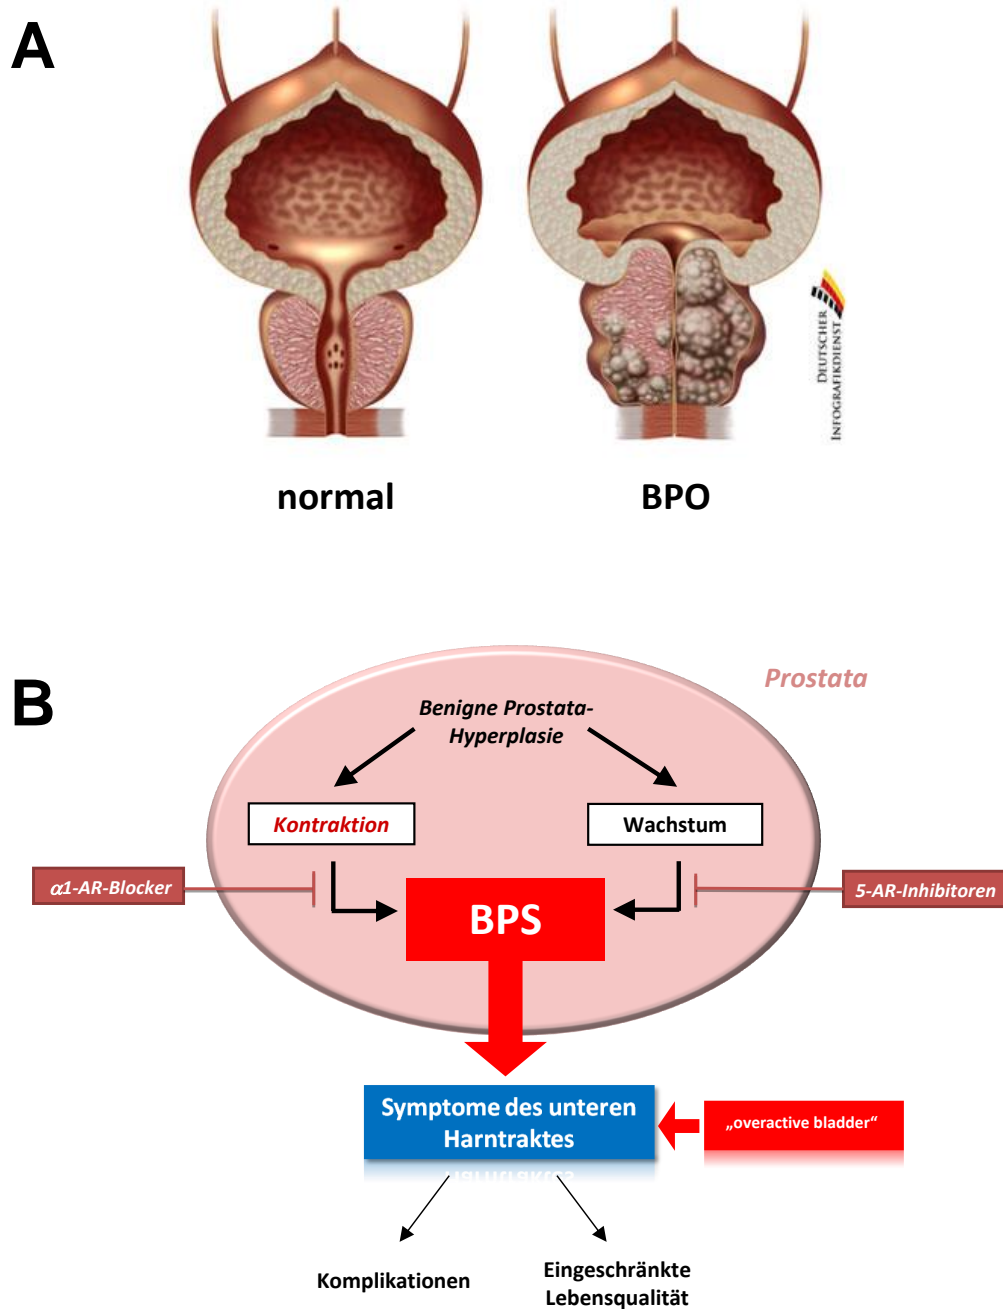 A
DEUTSCHER
INFOGRAFIKDIENST
normal
BPO
B
Prostata
Benigne Prostata-
Hyperplasie
Kontraktion
Wachstum
α1-AR-Blocker
5-AR-Inhibitoren
BPS
Symptome des unteren
Harntraktes
„overactive bladder“
Komplikationen
Eingeschränkte
Lebensqualität